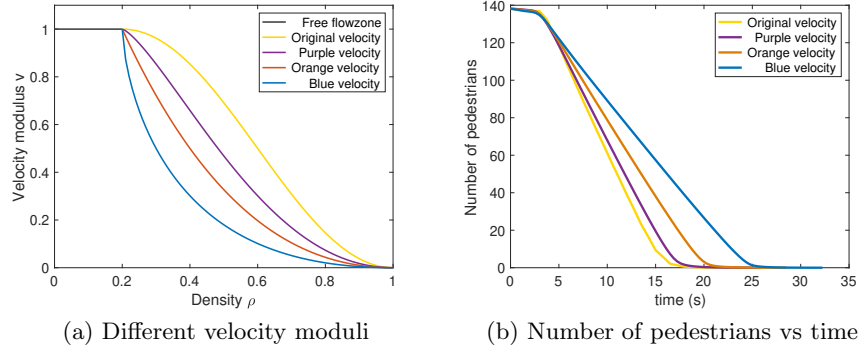 Free flowzone
Original velocity
Purple velocity
Orange velocity
Blue velocity
Velocity modulus v
1
0.8
0.6
0.4
0.2
0
0 0.2 0.4 0.6 0.8 1
Density ρ
(a) Different velocity moduli
Original velocity
Purple velocity
Orange velocity
Blue velocity
Number of pedestrians
140
120
100
80
60
40
20
0
0 5 10 15 20 25 30 35
time (s)
(b) Number of pedestrians vs time